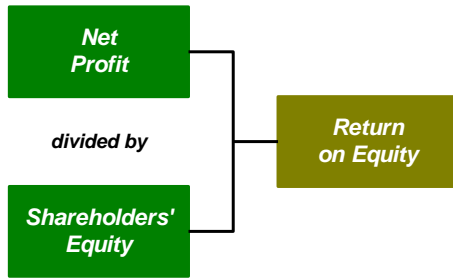 Net
Profit
divided by
Return
on Equity
Shareholders'
Equity